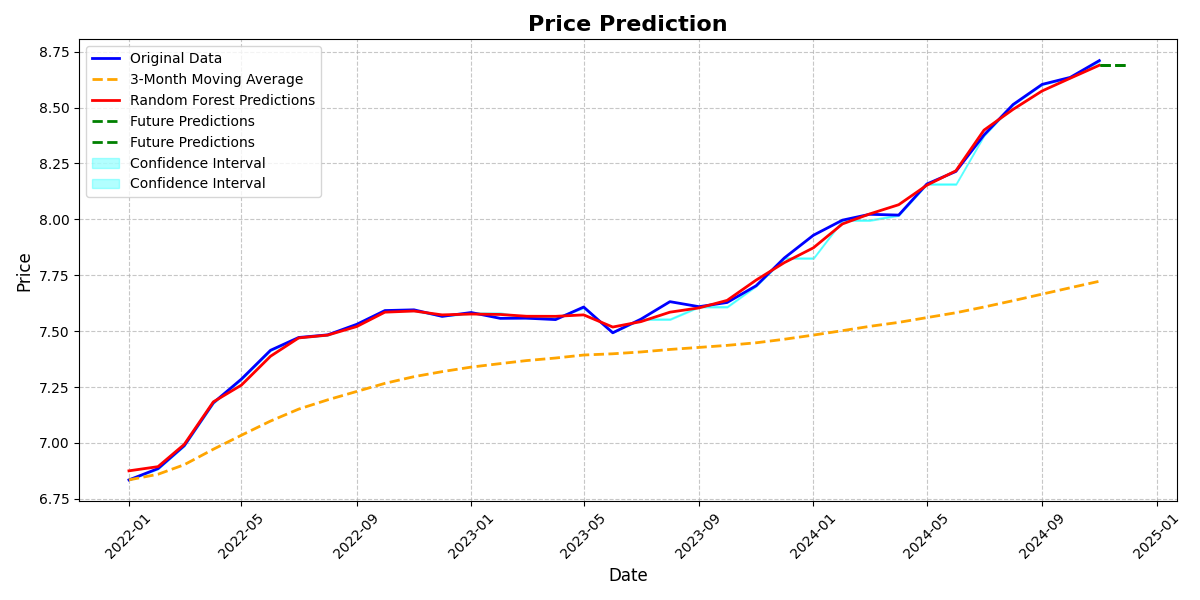 Price Prediction
Original Data
3-Month Moving Average
Random Forest Predictions
Future Predictions
Future Predictions
Confidence Interval
Confidence Interval
Price
8.75
8.50
8.25
8.00
7.75
7.50
7.25
7.00
6.75
2022-01
2022-05
2022-09
2023-01
2023-05
2023-09
2024-01
2024-05
2024-09
2025-01
Date